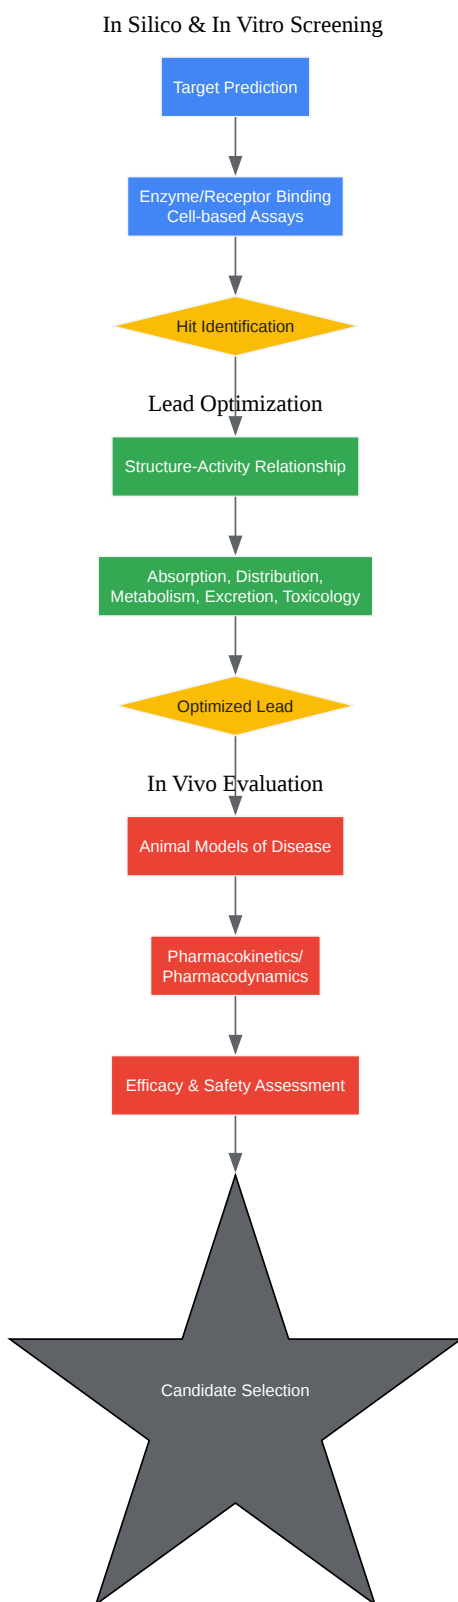 In Silico & In Vitro Screening
Target Prediction
Enzyme/Receptor Binding
Cell-based Assays
Hit Identification
Lead Optimization
Structure-Activity Relationship
Absorption, Distribution,
Metabolism, Excretion, Toxicology
Optimized Lead
In Vivo Evaluation
Animal Models of Disease
Pharmacokinetics/
Pharmacodynamics
Efficacy & Safety Assessment
Candidate Selection